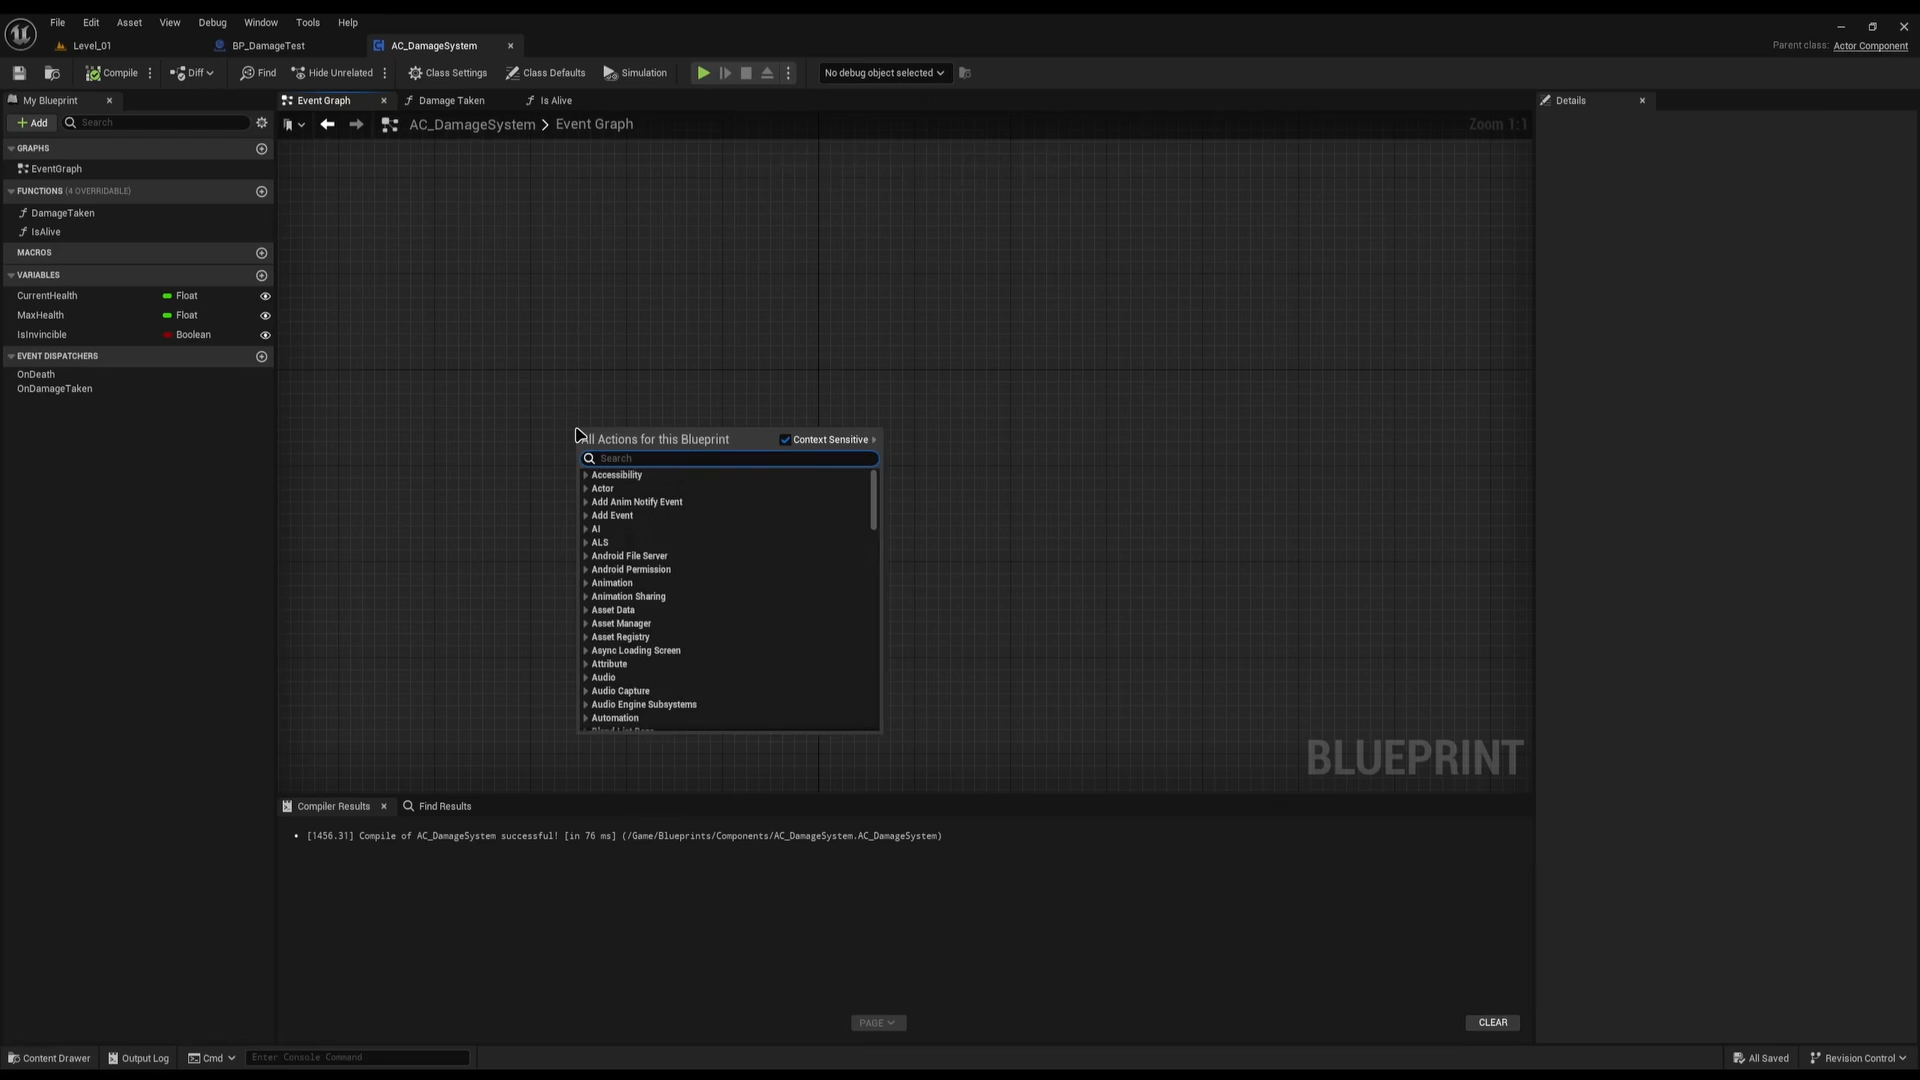 File Edit Asset View Debug Window Tools Help
Level_01 BP_DamageTest AC_DamageSystem
Parent class: Actor Component
Compile Diff Find Hide Unrelated Class Settings Class Defaults Simulation No debug object selected
My Blueprint
Event Graph Damage Taken Is Alive
Details
Add Search
AC_DamageSystem > Event Graph
Zoom 1:1
GRAPHS
EventGraph
FUNCTIONS (4 OVERRIDABLE)
DamageTaken
IsAlive
MACROS
VARIABLES
CurrentHealth Float
MaxHealth Float
IsInvincible Boolean
EVENT DISPATCHERS
OnDeath
OnDamageTaken
All Actions for this Blueprint Context Sensitive
Search
Accessibility
Actor
Add Anim Notify Event
Add Event
AI
ALS
Android File Server
Android Permission
Animation
Animation Sharing
Asset Data
Asset Manager
Asset Registry
Async Loading Screen
Attribute
Audio
Audio Capture
Audio Engine Subsystems
Automation
BLUEPRINT
Compiler Results Find Results
• [1456.31] Compile of AC_DamageSystem successful! [in 76 ms] (/Game/Blueprints/Components/AC_DamageSystem.AC_DamageSystem)
PAGE
CLEAR
Content Drawer Output Log Cmd Enter Console Command All Saved Revision Control